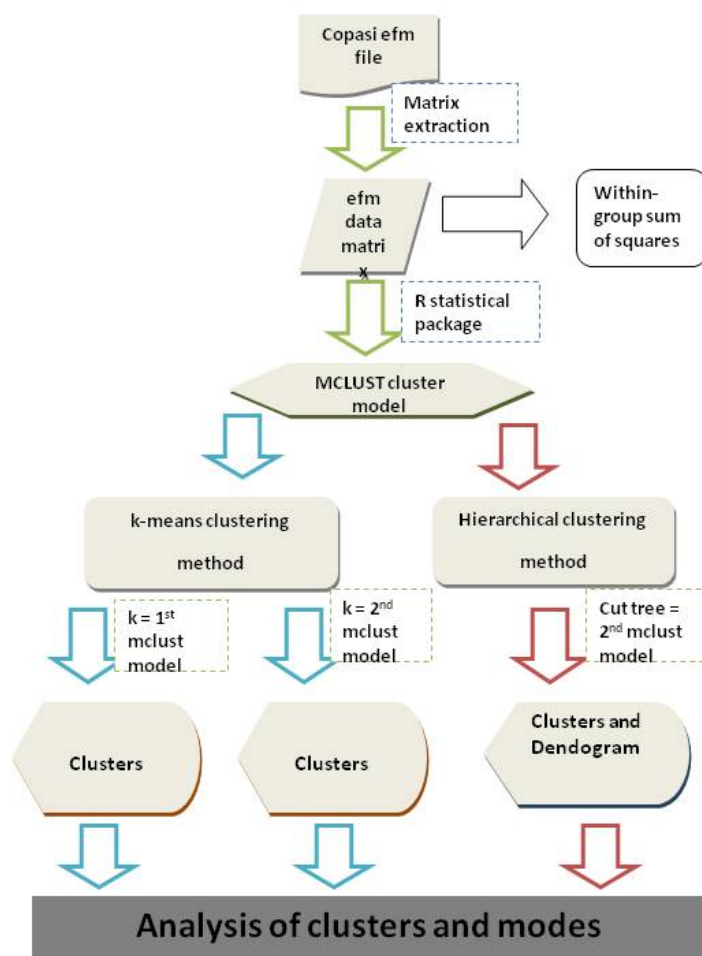 Copasi efm
file
Matrix
extraction
efm
data
matri
x
Within-
group sum
of squares
R statistical
package
MCLUST cluster
model
k-means clustering
method
Hierarchical clustering
method
k = 1st
mclust
model
k = 2nd
mclust
model
Cut tree =
2nd mclust
model
Clusters
Clusters
Clusters and
Dendogram
Analysis of clusters and modes